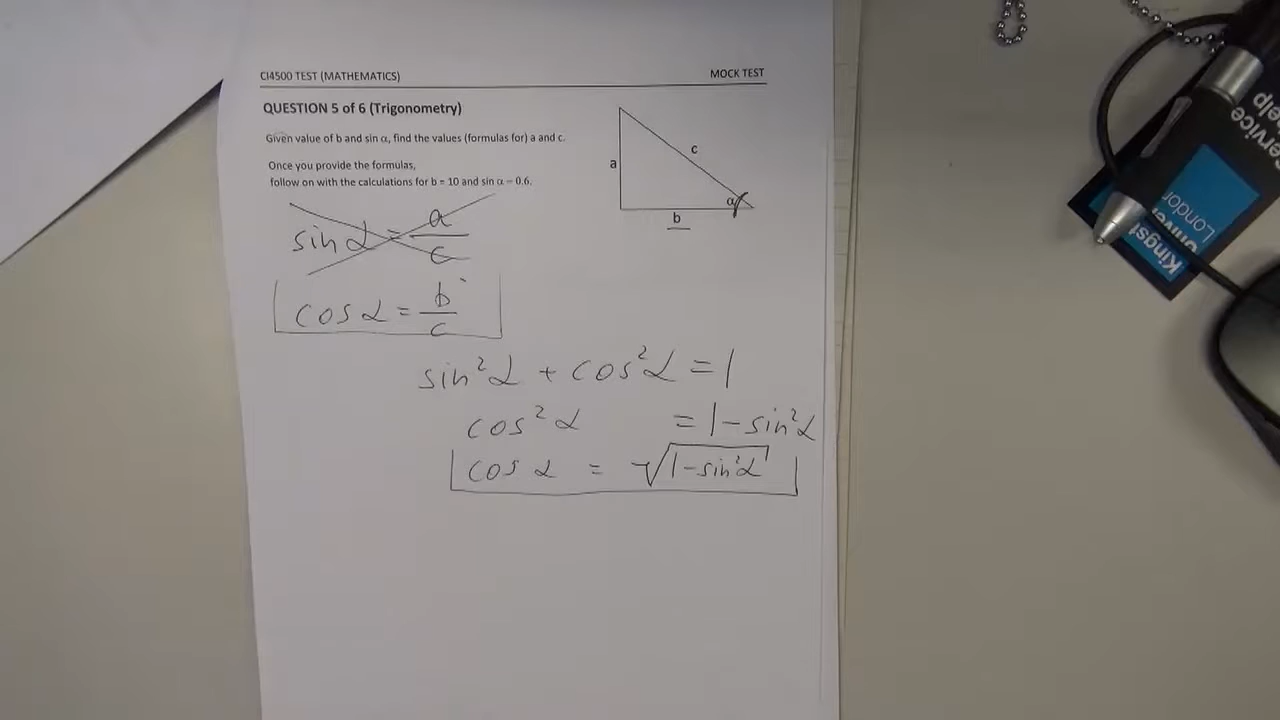 CI4500 TEST (MATHEMATICS) MOCK TEST
QUESTION 5 of 6 (Trigonometry)
Given value of b and sin α, find the values (formulas for) a and c.
Once you provide the formulas,
follow on with the calculations for b = 10 and sin α = 0.6.
a
c
α
b
sin α = a/c
cos α = b/c
sin²α + cos²α = 1
cos²α = 1 - sin²α
cos α = √1-sin²α
Service
help
London
Kingst